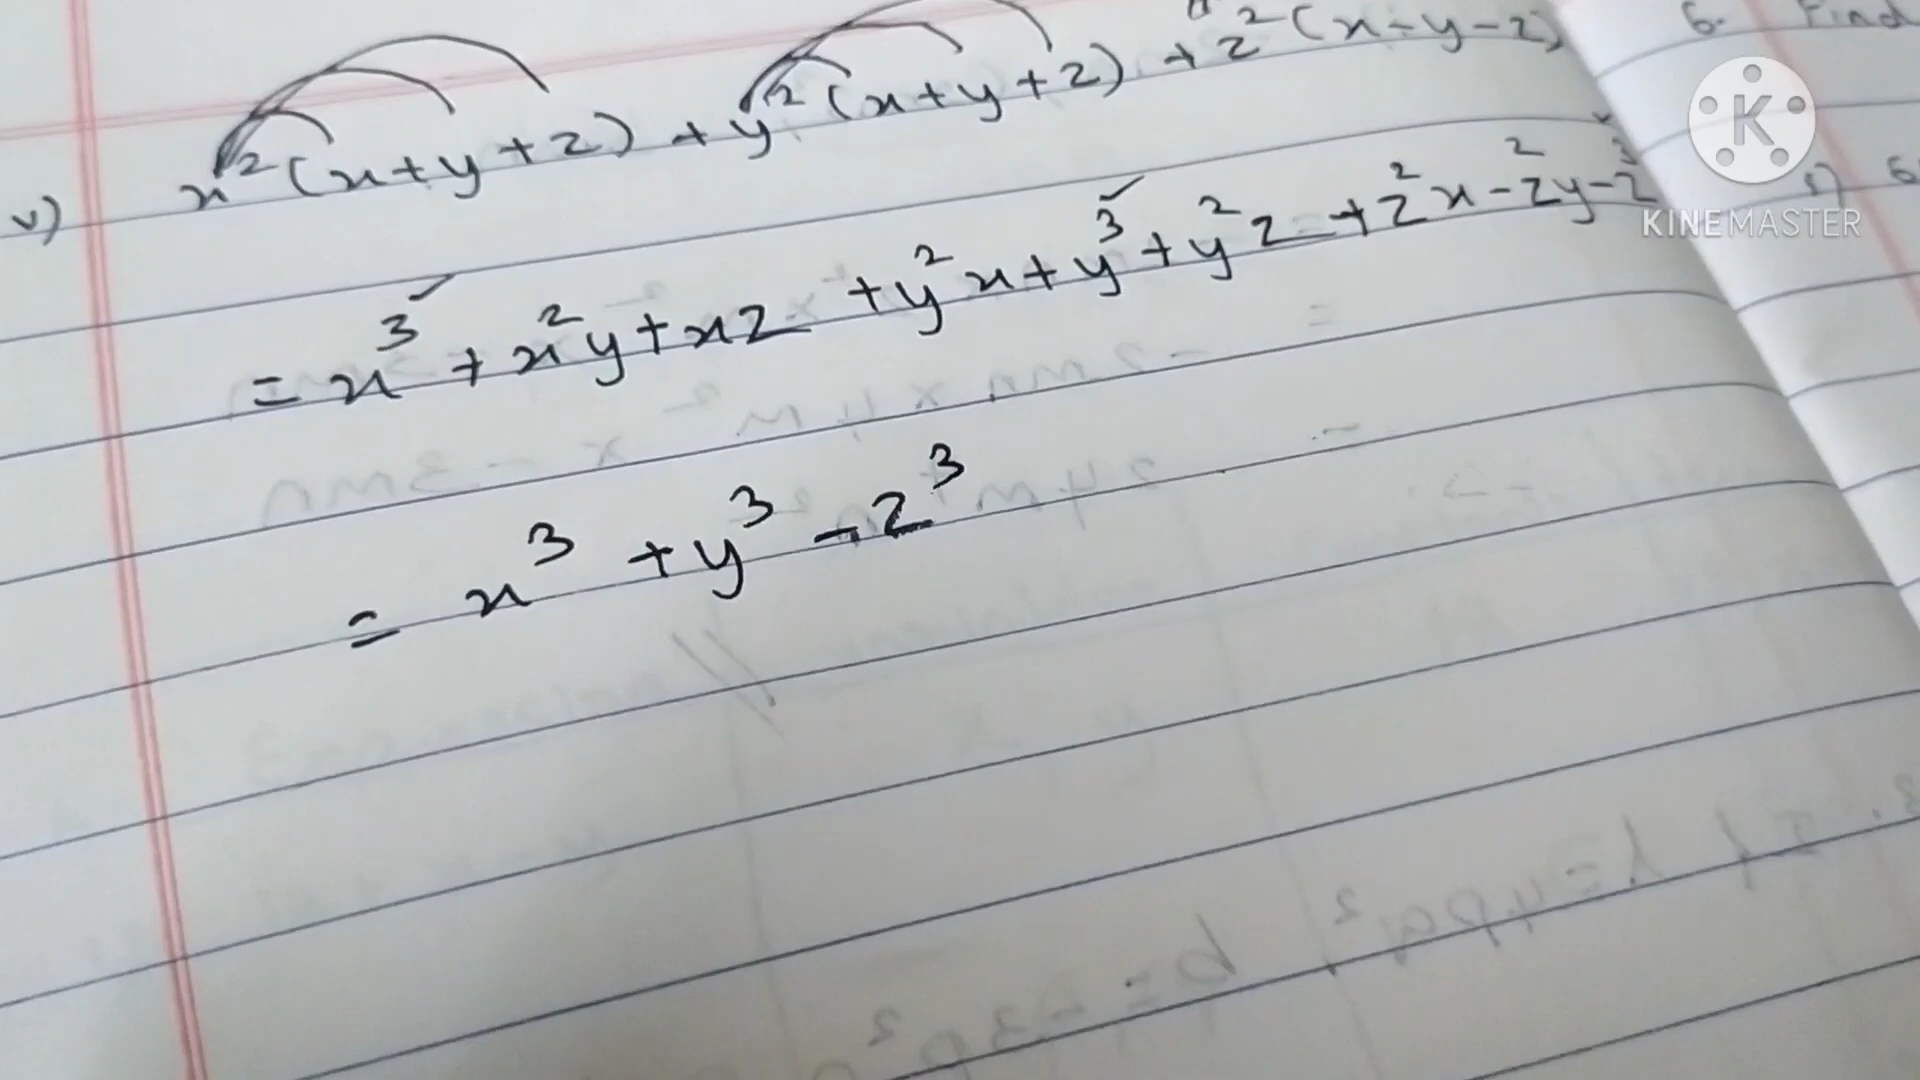 v) x²(x+y+z) + y²(x+y+z) + z²(x-y-z)
= x³ + x²y + xz + y²x + y³ + y²z + z²x - z²y - z³
= x³ + y³ - z³
6. Find
K
KINEMASTER